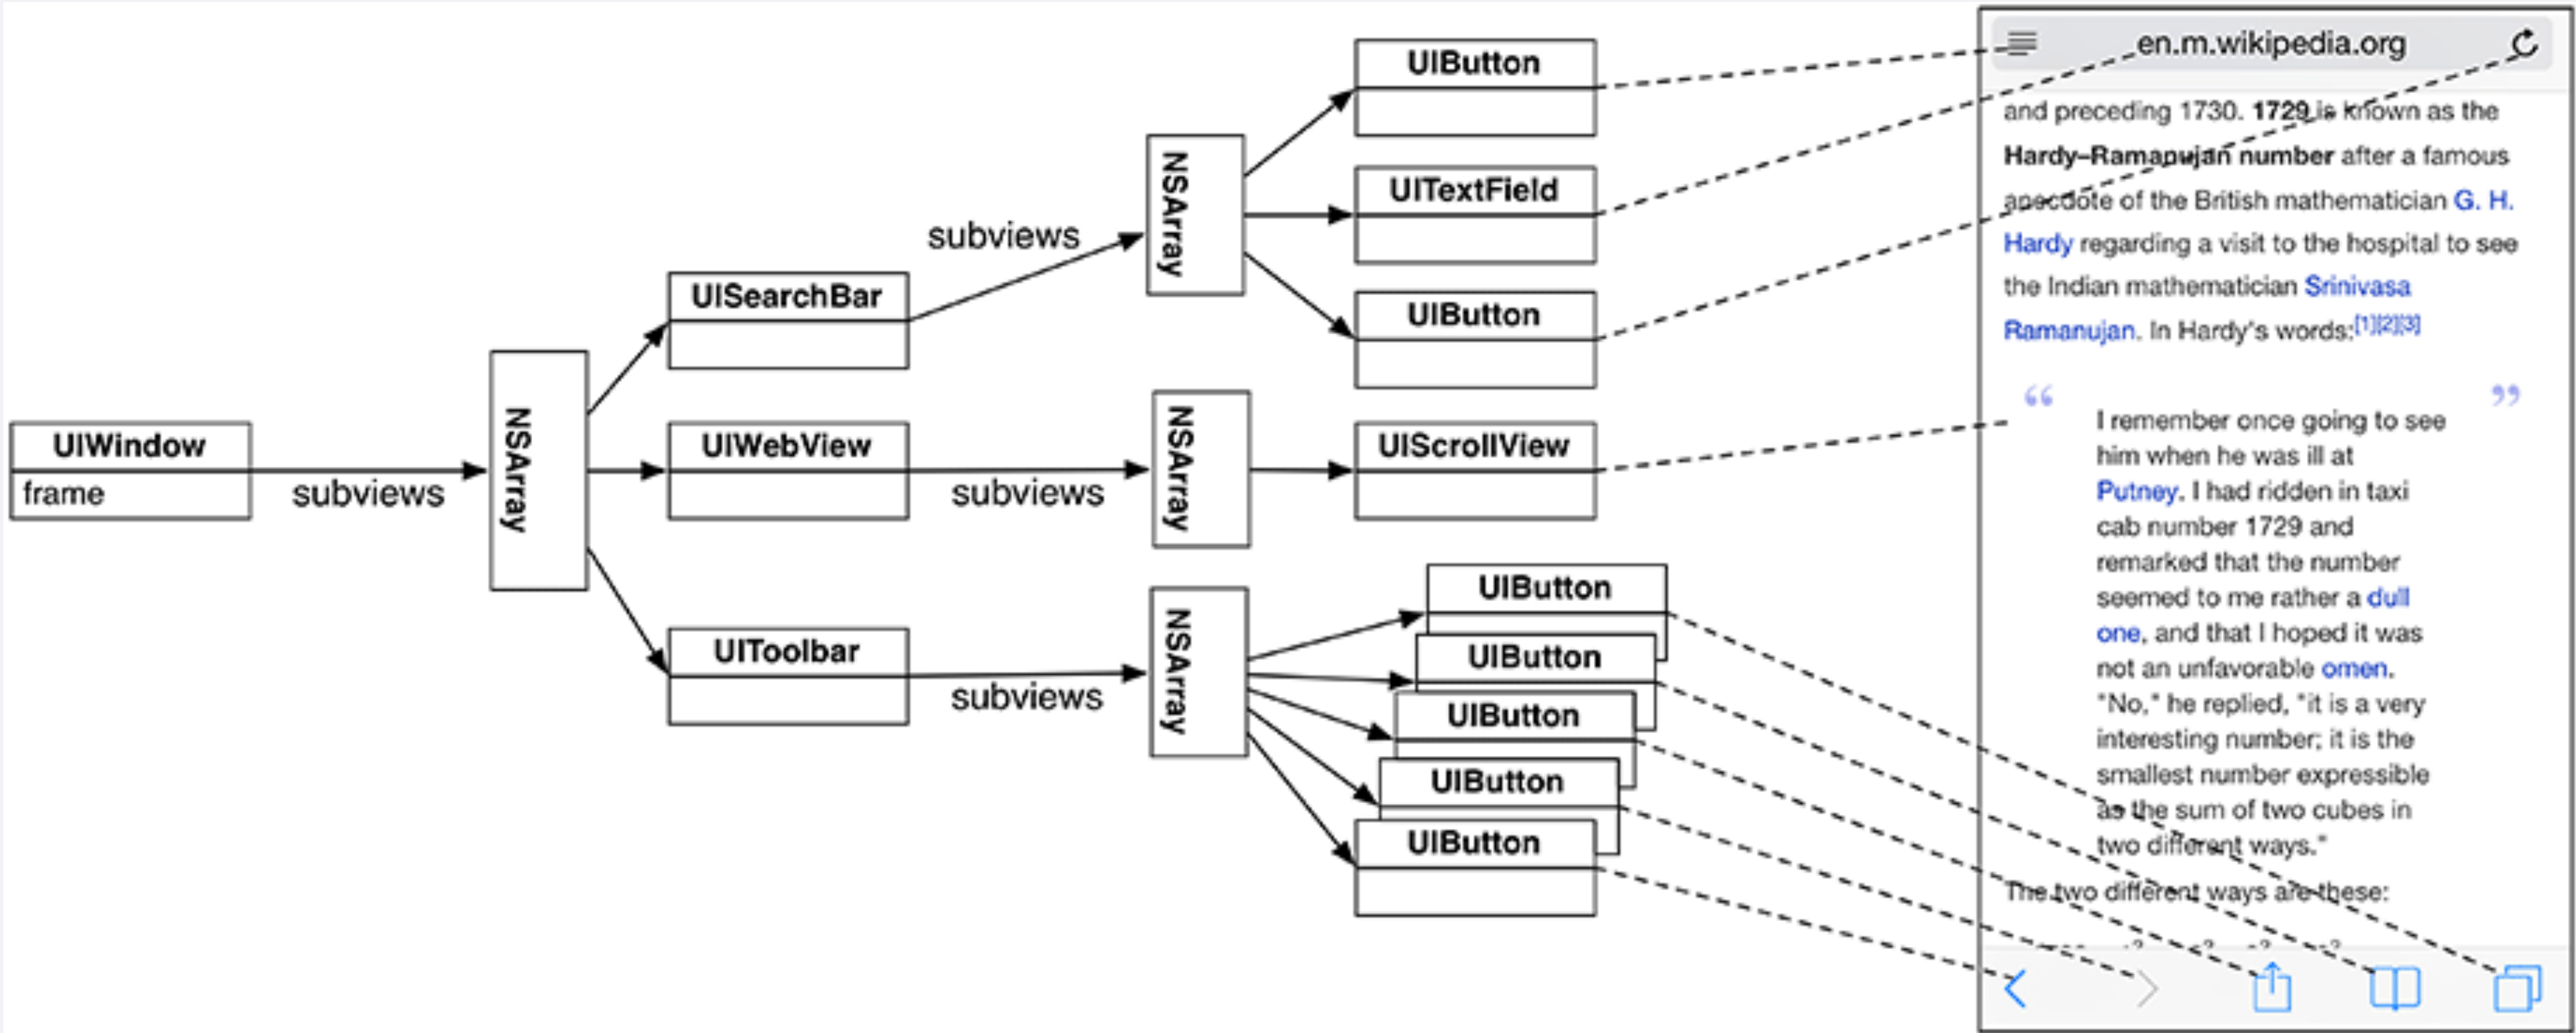 UIWindow
frame
subviews
NSArray
UISearchBar
subviews
NSArray
UIButton
UITextField
UIButton
UIWebView
subviews
NSArray
UIScrollView
UIToolbar
subviews
NSArray
UIButton
UIButton
UIButton
UIButton
UIButton
en.m.wikipedia.org
and preceding 1730. 1729 is known as the
Hardy–Ramanujan number after a famous
anecdote of the British mathematician G. H.
Hardy regarding a visit to the hospital to see
the Indian mathematician Srinivasa
Ramanujan. In Hardy's words:[1][2][3]
“ ”
I remember once going to see
him when he was ill at
Putney. I had ridden in taxi
cab number 1729 and
remarked that the number
seemed to me rather a dull
one, and that I hoped it was
not an unfavorable omen.
"No," he replied, "it is a very
interesting number; it is the
smallest number expressible
as the sum of two cubes in
two different ways."
The two different ways are these: